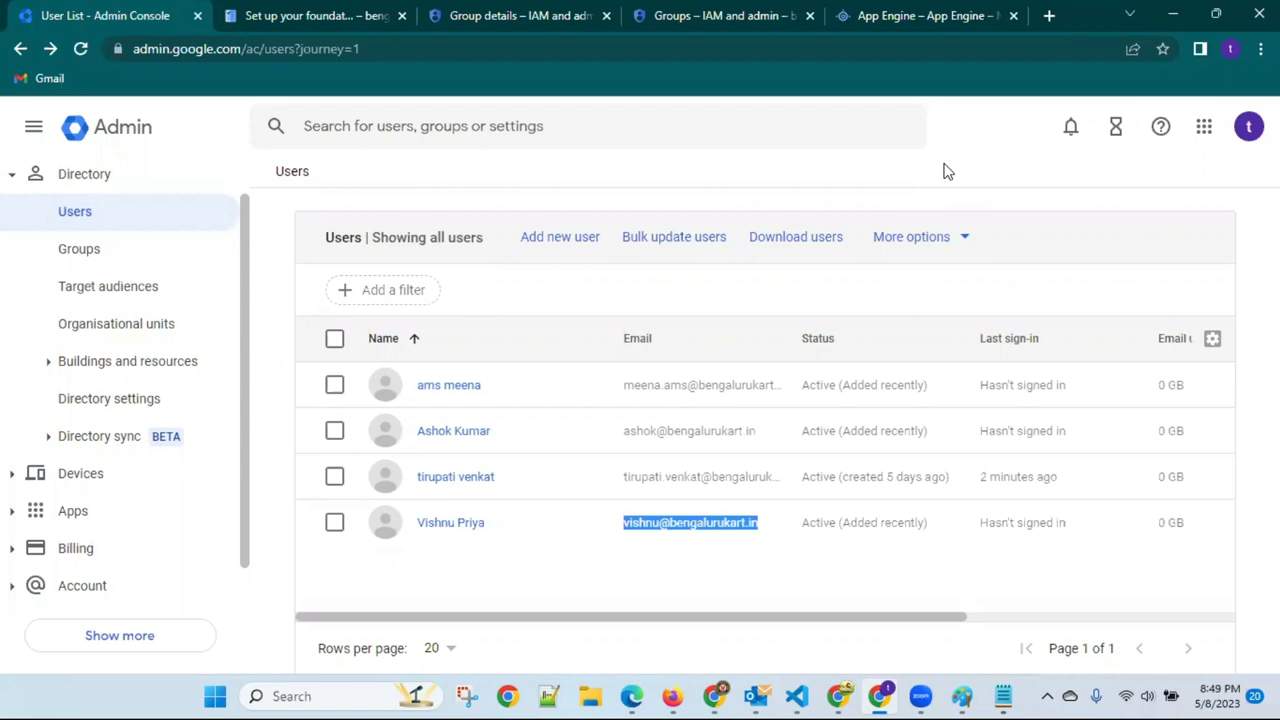 User List - Admin Console
Set up your foundat... – beng
Group details – IAM and adm
Groups – IAM and admin – b
App Engine – App Engine – N
admin.google.com/ac/users?journey=1
t
Gmail
Admin
Search for users, groups or settings
t
Directory
Users
Groups
Target audiences
Organisational units
Buildings and resources
Directory settings
Directory sync BETA
Devices
Apps
Billing
Account
Show more
Users
Users | Showing all users
Add new user
Bulk update users
Download users
More options
Add a filter
Name Email Status Last sign-in Email u
ams meena meena.ams@bengalurukart... Active (Added recently) Hasn't signed in 0 GB
Ashok Kumar ashok@bengalurukart.in Active (Added recently) Hasn't signed in 0 GB
tirupati venkat tirupati.venkat@bengaluruk... Active (created 5 days ago) 2 minutes ago 0 GB
Vishnu Priya vishnu@bengalurukart.in Active (Added recently) Hasn't signed in 0 GB
Rows per page: 20
Page 1 of 1
Search
zoom
t
8:49 PM
5/8/2023
20